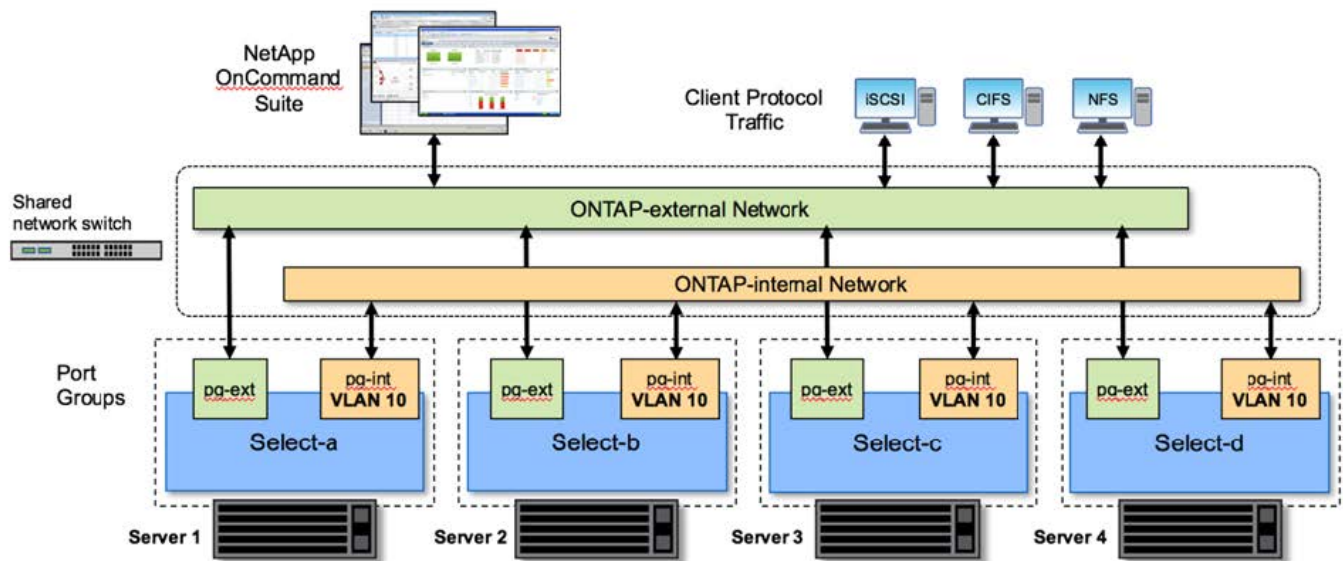 NetApp
OnCommand
Suite
Client Protocol
Traffic
iSCSI
CIFS
NFS
Shared
network switch
ONTAP-external Network
ONTAP-internal Network
Port
Groups
pg-ext
pg-int
VLAN 10
Select-a
pg-ext
pg-int
VLAN 10
Select-b
pg-ext
pg-int
VLAN 10
Select-c
pg-ext
pg-int
VLAN 10
Select-d
Server 1
Server 2
Server 3
Server 4